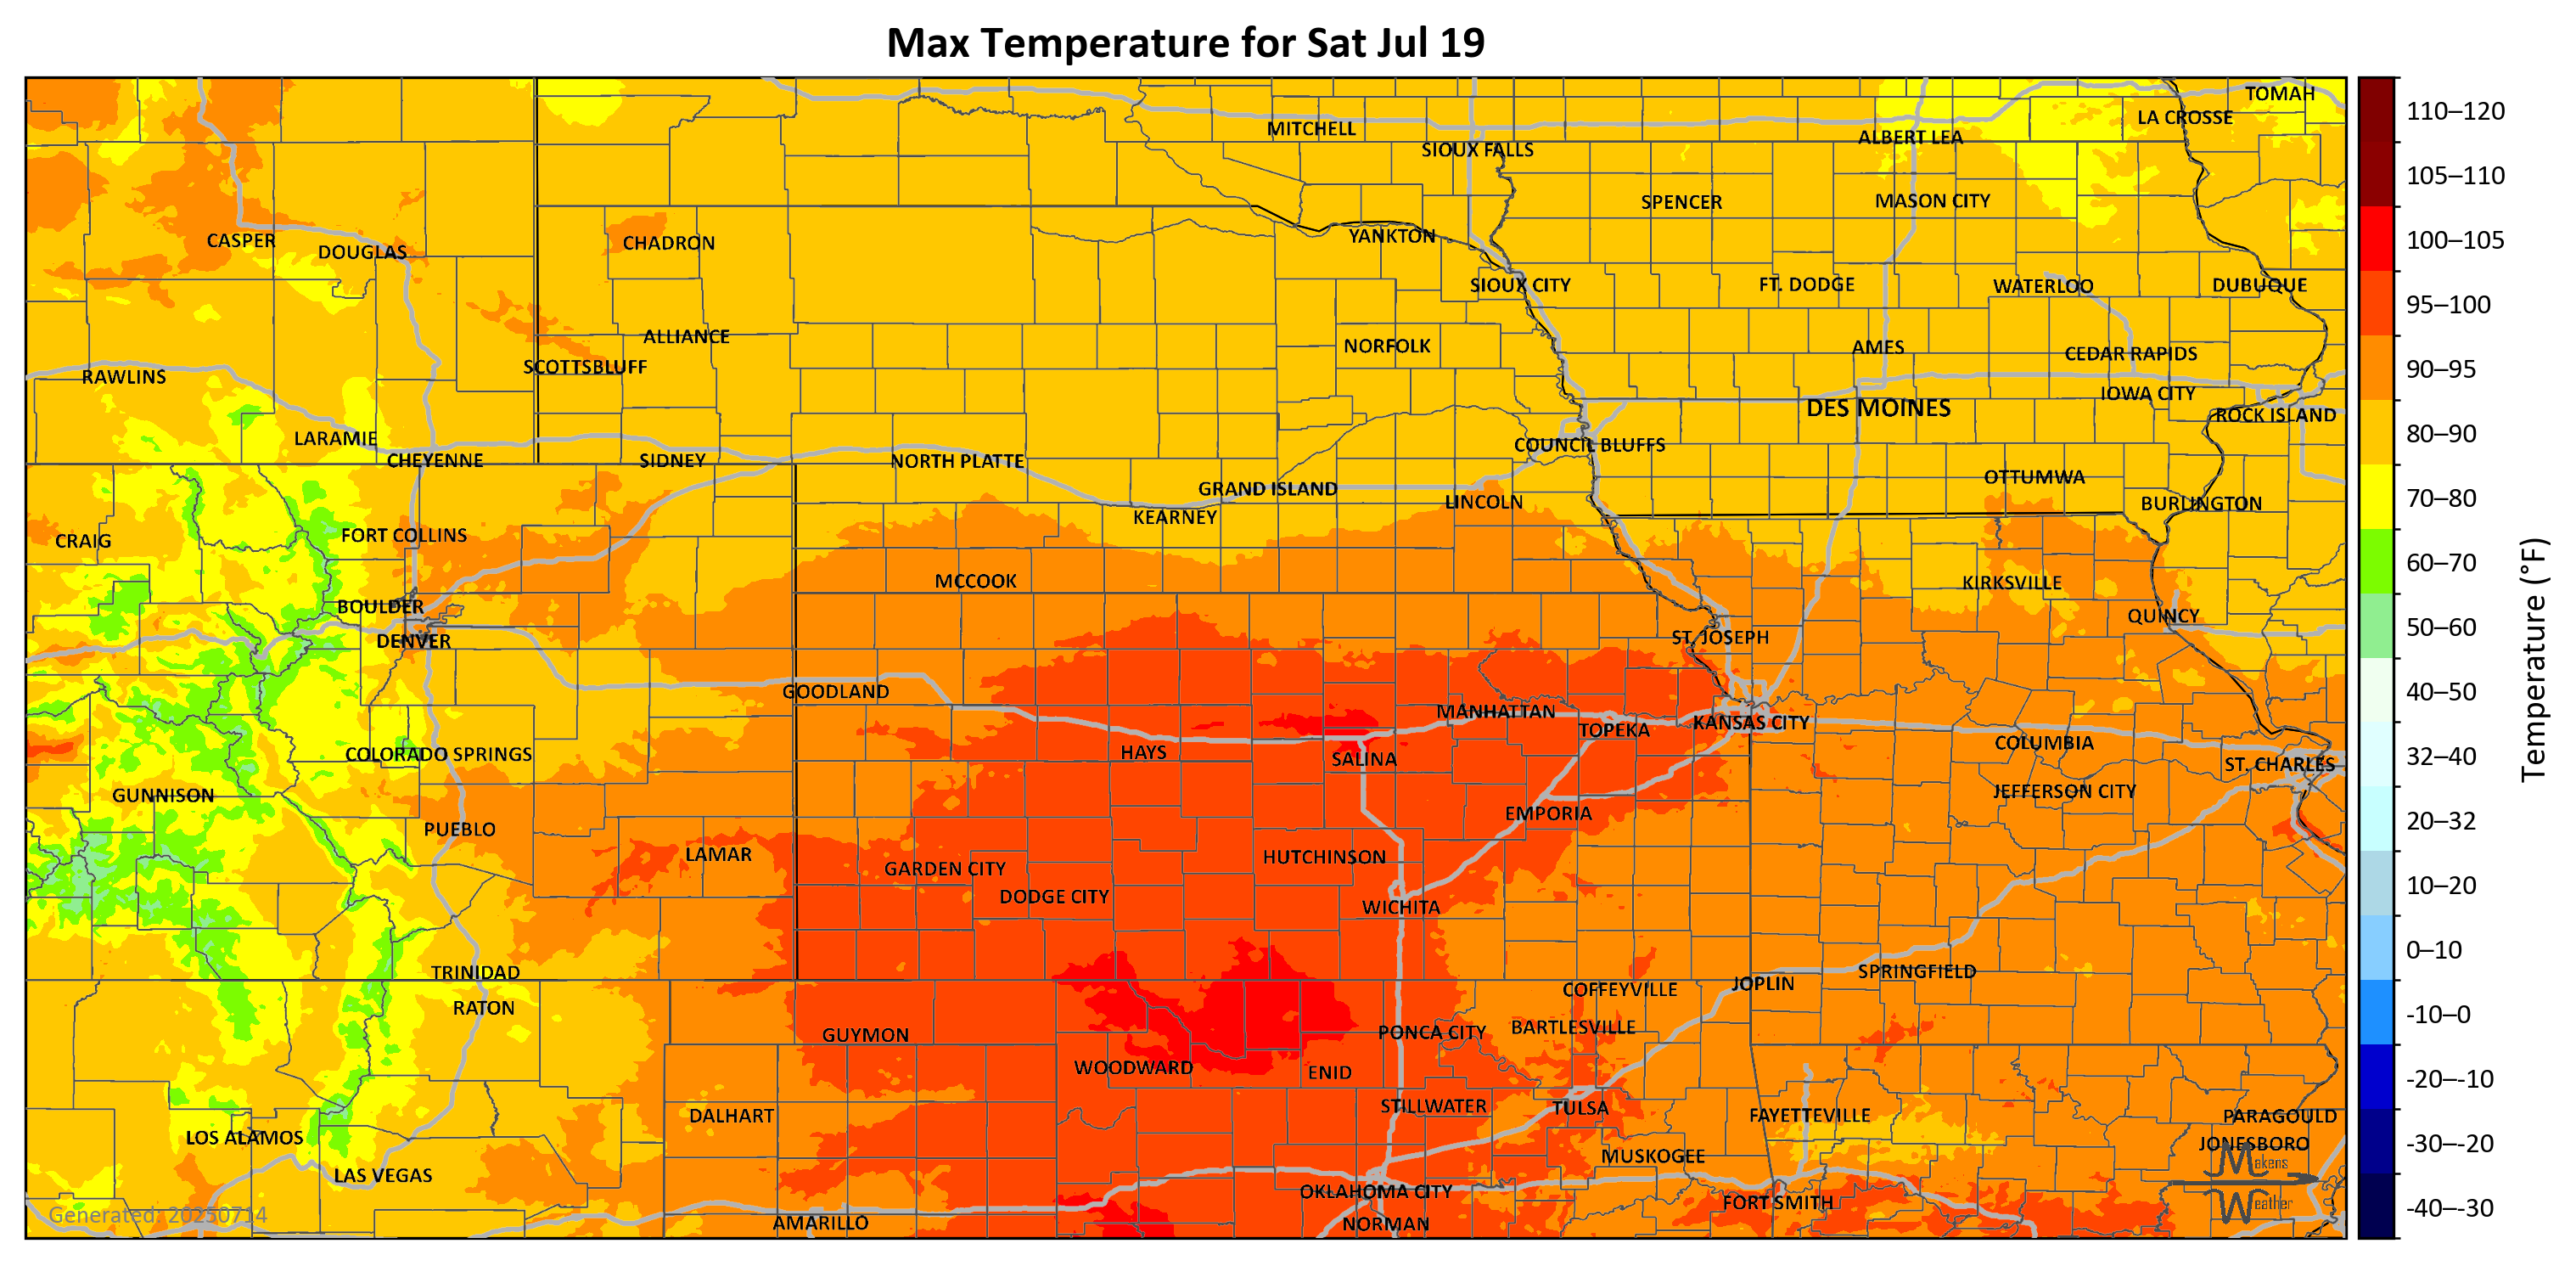 Max Temperature for Sat Jul 19
TOMAH
LA CROSSE
MITCHELL
ALBERT LEA
SIOUX FALLS
SPENCER
MASON CITY
YANKTON
CASPER
CHADRON
DOUGLAS
SIOUX CITY
FT. DODGE
WATERLOO
DUBUQUE
ALLIANCE
NORFOLK
AMES
CEDAR RAPIDS
SCOTTSBLUFF
RAWLINS
IOWA CITY
DES MOINES
ROCK ISLAND
LARAMIE
COUNCIL BLUFFS
CHEYENNE
SIDNEY
NORTH PLATTE
OTTUMWA
GRAND ISLAND
LINCOLN
BURLINGTON
KEARNEY
FORT COLLINS
CRAIG
MCCOOK
KIRKSVILLE
BOULDER
QUINCY
DENVER
ST. JOSEPH
GOODLAND
MANHATTAN
KANSAS CITY
TOPEKA
COLUMBIA
HAYS
COLORADO SPRINGS
SALINA
ST. CHARLES
GUNNISON
JEFFERSON CITY
EMPORIA
PUEBLO
LAMAR
HUTCHINSON
GARDEN CITY
DODGE CITY
WICHITA
TRINIDAD
SPRINGFIELD
JOPLIN
COFFEYVILLE
RATON
BARTLESVILLE
PONCA CITY
GUYMON
WOODWARD
ENID
STILLWATER
TULSA
DALHART
FAYETTEVILLE
PARAGOULD
LOS ALAMOS
JONESBORO
MUSKOGEE
LAS VEGAS
OKLAHOMA CITY
FORT SMITH
AMARILLO
NORMAN
Generated: 20250714
Makens
Weather
110–120
105–110
100–105
95–100
90–95
80–90
70–80
60–70
50–60
40–50
32–40
20–32
10–20
0–10
-10–0
-20–-10
-30–-20
-40–-30
Temperature (°F)